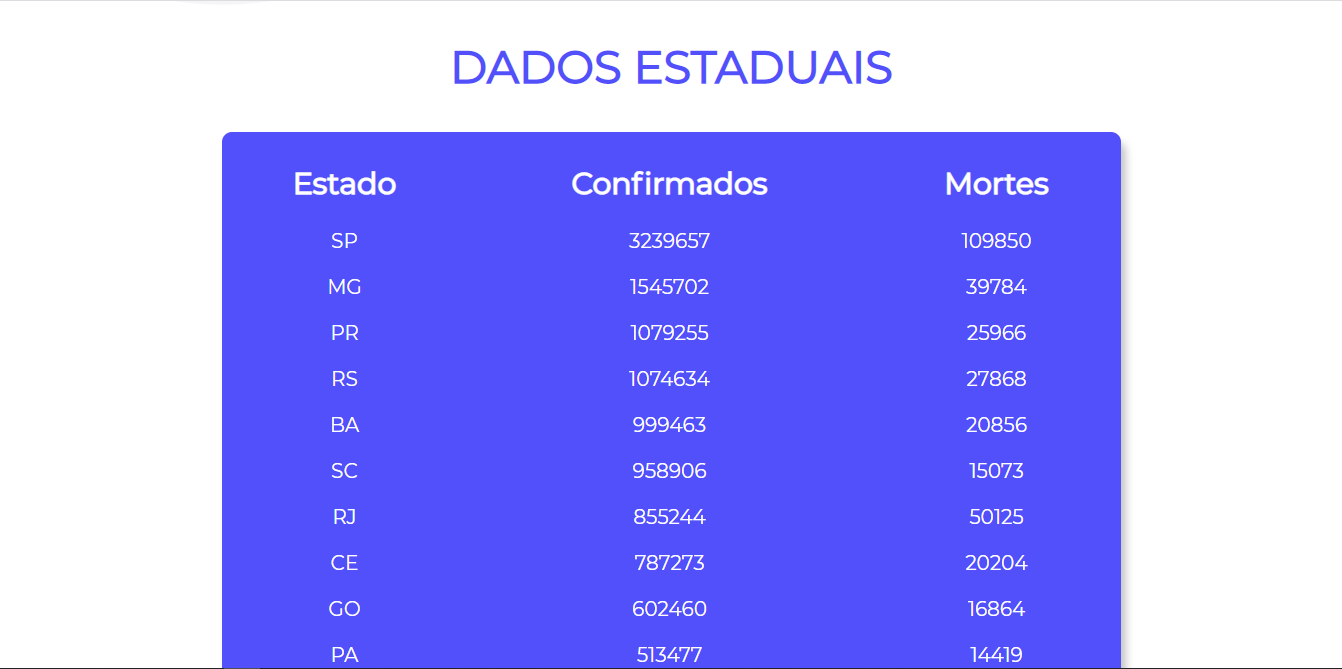 DADOS ESTADUAIS
Estado Confirmados Mortes
SP 3239657 109850
MG 1545702 39784
PR 1079255 25966
RS 1074634 27868
BA 999463 20856
SC 958906 15073
RJ 855244 50125
CE 787273 20204
GO 602460 16864
PA 513477 14419